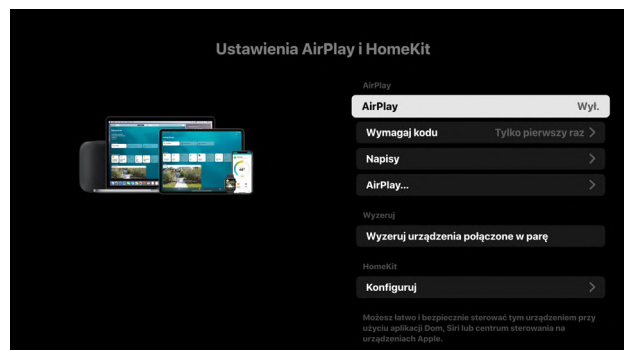 Ustawienia AirPlay i HomeKit
AirPlay
AirPlay Wył.
Wymagaj kodu Tylko pierwszy raz
Napisy
AirPlay...
Wyzeruj
Wyzeruj urządzenia połączone w parę
HomeKit
Konfiguruj
Możesz łatwo i bezpiecznie sterować tym urządzeniem przy
użyciu aplikacji Dom, Siri lub centrum sterowania na
urządzeniach Apple.